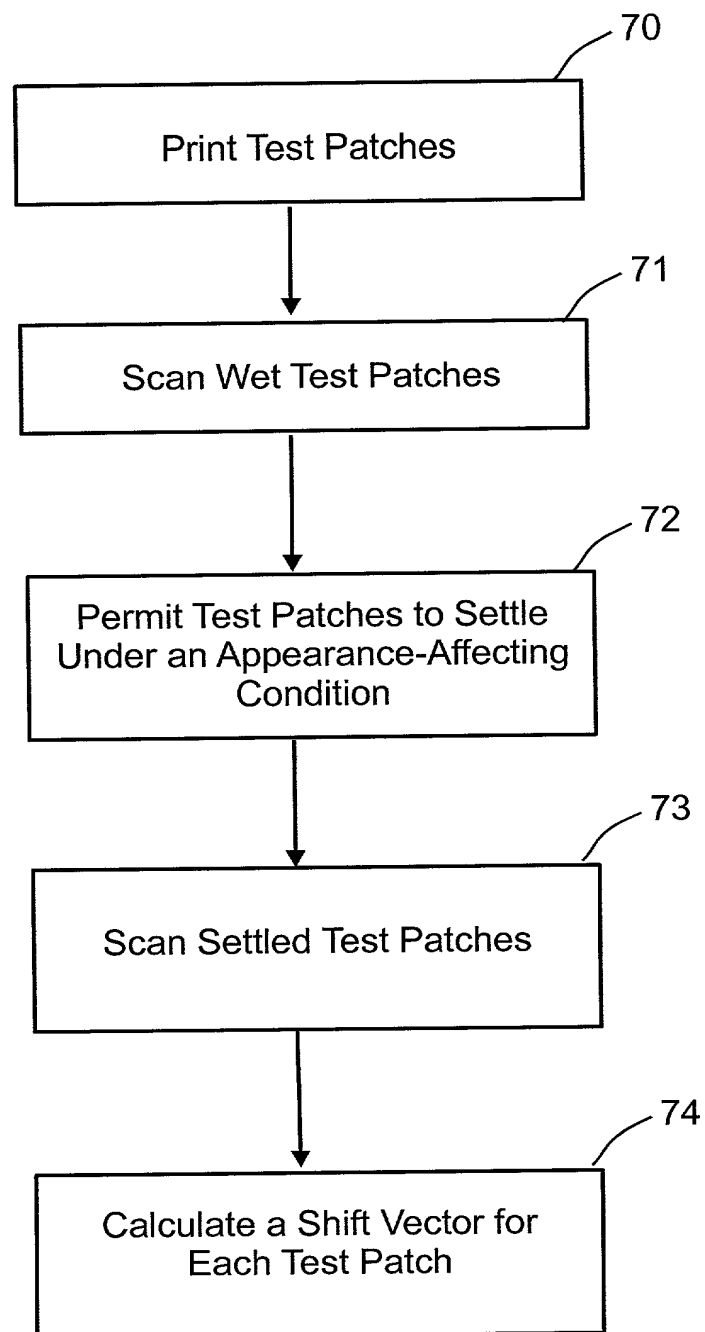 70
Print Test Patches
71
Scan Wet Test Patches
72
Permit Test Patches to Settle
Under an Appearance-Affecting
Condition
73
Scan Settled Test Patches
74
Calculate a Shift Vector for
Each Test Patch